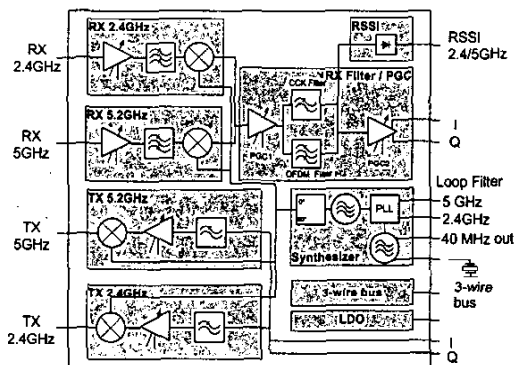 RX 2.4GHz
RSSI
RX
2.4GHz
RSSI
2.4/5GHz
RX Filter / PGC
CCK Filter
RX 5.2GHz
PGC1
PGC2
I
Q
RX
5GHz
OFDM Filter
Loop Filter
TX 5.2GHz
0°
90°
PLL
5 GHz
2.4GHz
TX
5GHz
40 MHz out
Synthesizer
3-wire
bus
TX 2.4GHz
3-wire bus
LDO
TX
2.4GHz
I
Q